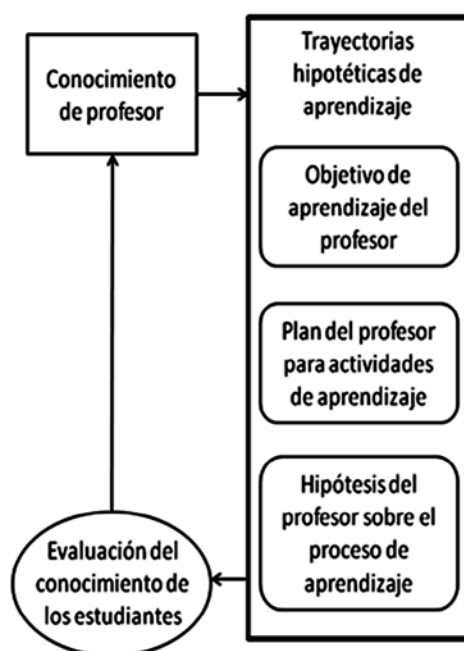 Conocimiento
de profesor
Trayectorias
hipotéticas de
aprendizaje
Objetivo de
aprendizaje del
profesor
Plan del profesor
para actividades
de aprendizaje
Hipótesis del
profesor sobre el
proceso de
aprendizaje
Evaluación del
conocimiento de
los estudiantes